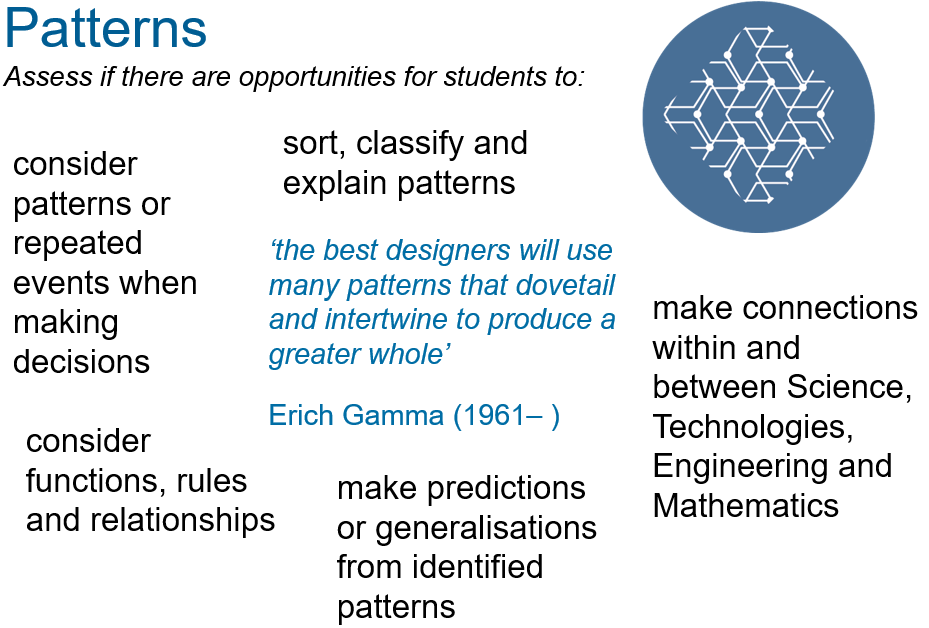 Patterns
Assess if there are opportunities for students to:
consider
patterns or
repeated
events when
making
decisions
sort, classify and
explain patterns
‘the best designers will use
many patterns that dovetail
and intertwine to produce a
greater whole’
Erich Gamma (1961– )
make connections
within and
between Science,
Technologies,
Engineering and
Mathematics
consider
functions, rules
and relationships
make predictions
or generalisations
from identified
patterns